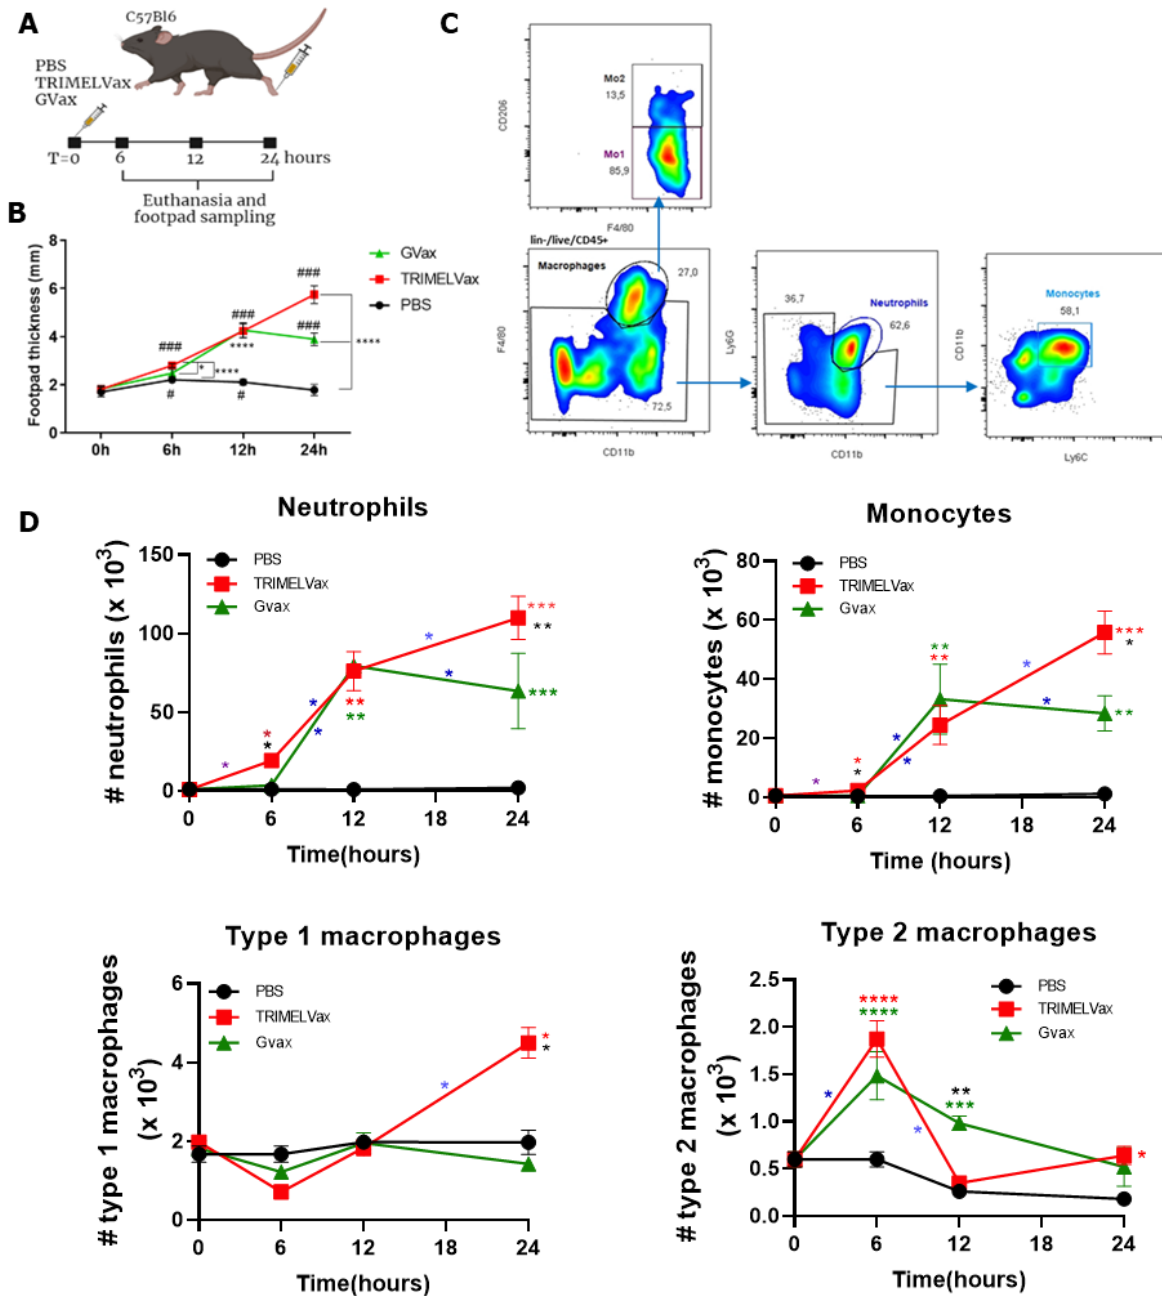 A
C57Bl6
PBS
TRIMELVax
GVax
T=0 6 12 24 hours
Euthanasia and
footpad sampling
B
Footpad thickness (mm)
8
6
4
2
0
0h 6h 12h 24h
GVax
TRIMELVax
PBS
###
###
###
###
****
*
****
#
#
****
C
CD206
Mo2
13,5
Mo1
85,9
F4/80
lin-/live/CD45+
Macrophages
27,0
72,5
F4/80
CD11b
36,7
Neutrophils
62,6
Ly6G
CD11b
Monocytes
58,1
CD11b
Ly6C
D
Neutrophils
# neutrophils (x 10³)
150
100
50
0
0 6 12 18 24
Time(hours)
PBS
TRIMELVax
Gvax
*
*
*
*
*
**
**
*
*
***
**
***
Monocytes
# monocytes (x 10³)
80
60
40
20
0
0 6 12 18 24
Time (hours)
PBS
TRIMELVax
Gvax
*
*
*
*
*
**
**
*
*
***
*
**
Type 1 macrophages
# type 1 macrophages
(x 10³)
6
4
2
0
0 6 12 18 24
Time(hours)
PBS
TRIMELVax
Gvax
*
*
*
Type 2 macrophages
# type 2 macrophages
(x 10³)
2.5
2.0
1.5
1.0
0.5
0.0
0 6 12 18 24
Time(hours)
PBS
TRIMELVax
Gvax
****
****
*
*
**
***
*